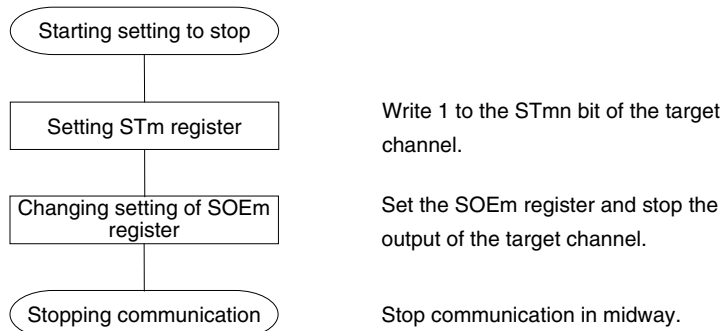 Starting setting to stop
Setting STm register
Write 1 to the STmn bit of the target
channel.
Changing setting of SOEm
register
Set the SOEm register and stop the
output of the target channel.
Stopping communication
Stop communication in midway.